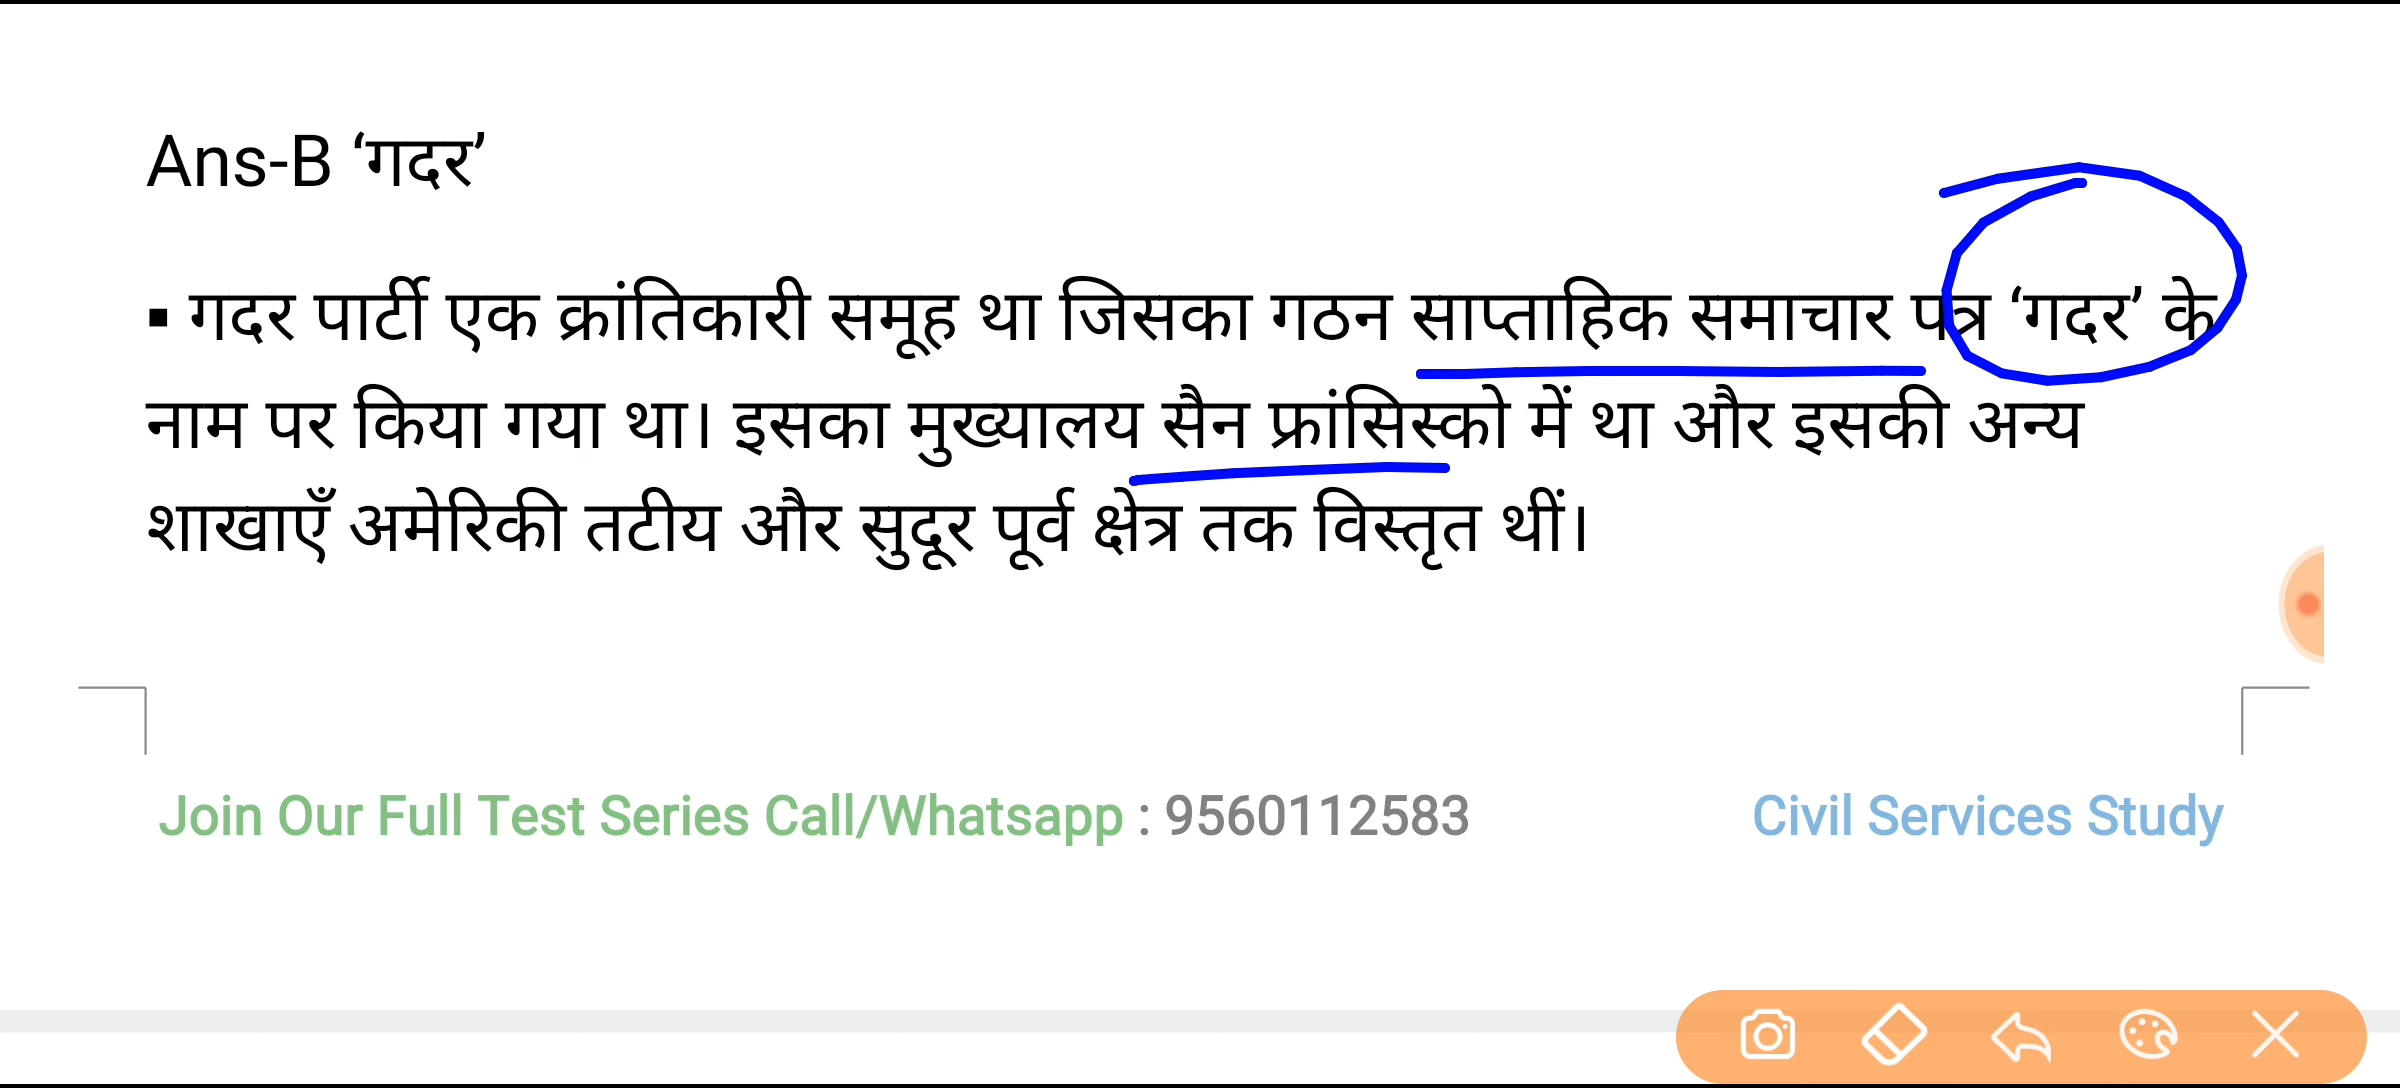 Ans-B ‘गदर’
▪ गदर पार्टी एक क्रांतिकारी समूह था जिसका गठन साप्ताहिक समाचार पत्र ‘गदर’ के
नाम पर किया गया था। इसका मुख्यालय सैन फ्रांसिस्को में था और इसकी अन्य
शाखाएँ अमेरिकी तटीय और सुदूर पूर्व क्षेत्र तक विस्तृत थीं।
Join Our Full Test Series Call/Whatsapp : 9560112583 Civil Services Study